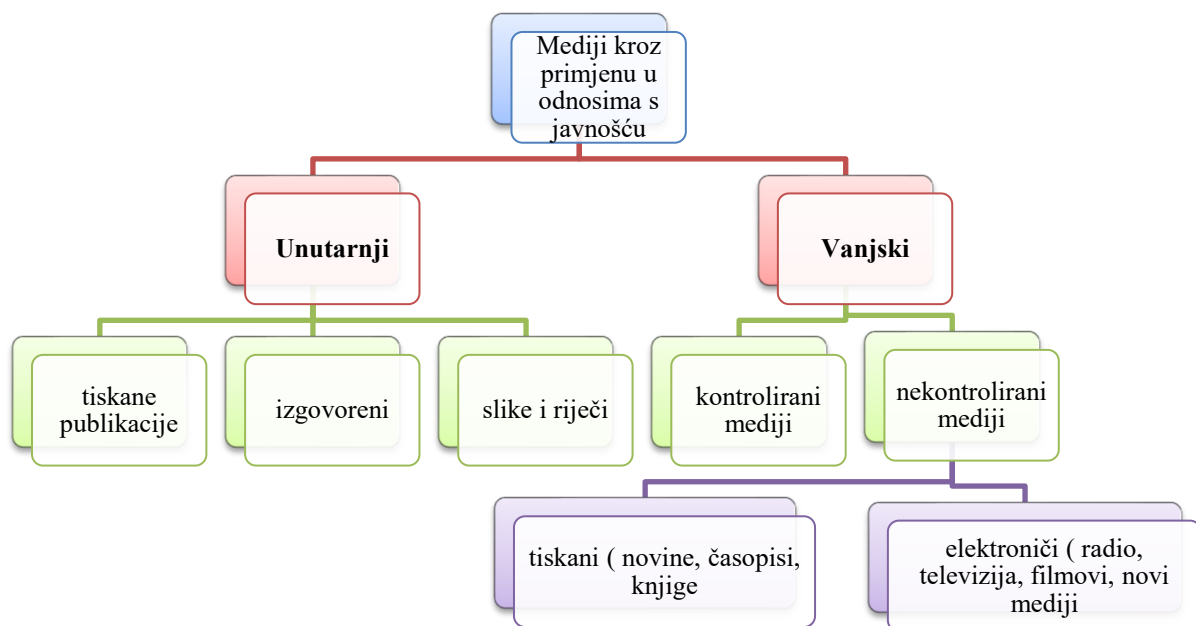 Mediji kroz
primjenu u
odnosima s
javnošću
Unutarnji
Vanjski
tiskane
publikacije
izgovoreni
slike i riječi
kontrolirani
mediji
nekontrolirani
mediji
tiskani ( novine, časopisi,
knjige
elektroniči ( radio,
televizija, filmovi, novi
mediji